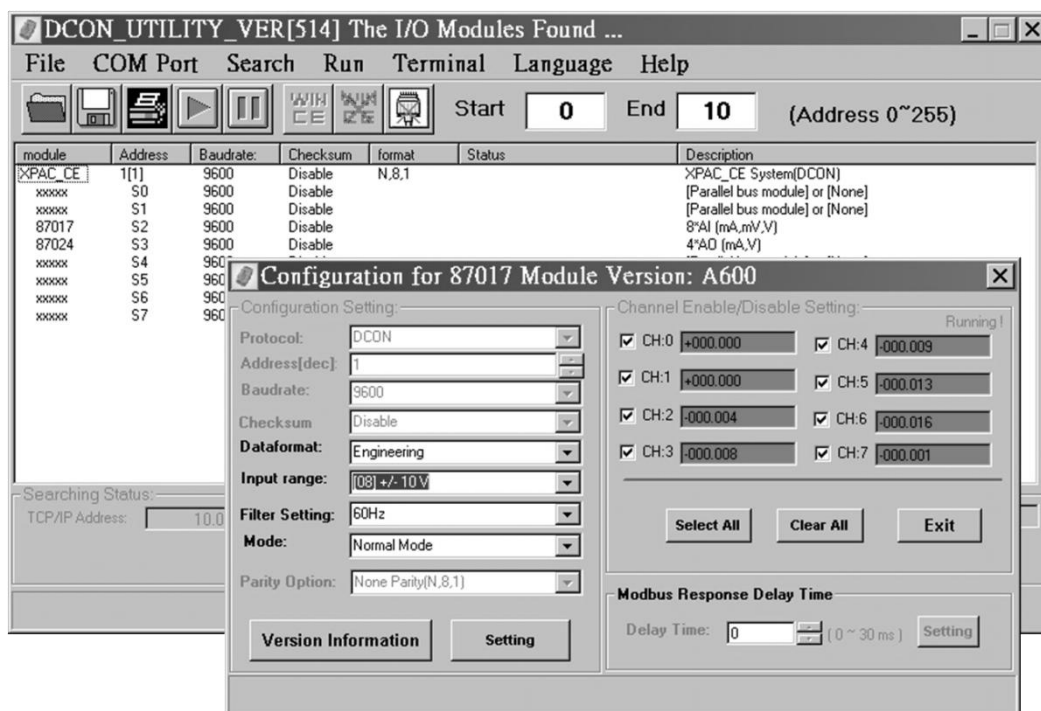 DCON_UTILITY_VER[514] The I/O Modules Found ...
File COM Port Search Run Terminal Language Help
Start 0 End 10 (Address 0~255)
module Address Baudrate: Checksum format Status Description
XPAC_CE 1[1] 9600 Disable N,8,1 XPAC_CE System(DCON)
xxxxx S0 9600 Disable [Parallel bus module] or [None]
xxxxx S1 9600 Disable [Parallel bus module] or [None]
87017 S2 9600 Disable 8*AI (mA,mV,V)
87024 S3 9600 Disable 4*AO (mA,V)
xxxxx S4
xxxxx S5
xxxxx S6
xxxxx S7
Searching Status:
TCP/IP Address: 10.0
Configuration for 87017 Module Version: A600
Configuration Setting:
Protocol: DCON
Address[dec]: 1
Baudrate: 9600
Checksum Disable
Dataformat: Engineering
Input range: [08] +/- 10 V
Filter Setting: 60Hz
Mode: Normal Mode
Parity Option: None Parity(N,8,1)
Version Information Setting
Channel Enable/Disable Setting:
Running !
CH:0 +000.000 CH:4 -000.009
CH:1 +000.000 CH:5 -000.013
CH:2 -000.004 CH:6 -000.016
CH:3 -000.008 CH:7 -000.001
Select All Clear All Exit
Modbus Response Delay Time
Delay Time: 0 ( 0 ~ 30 ms ) Setting